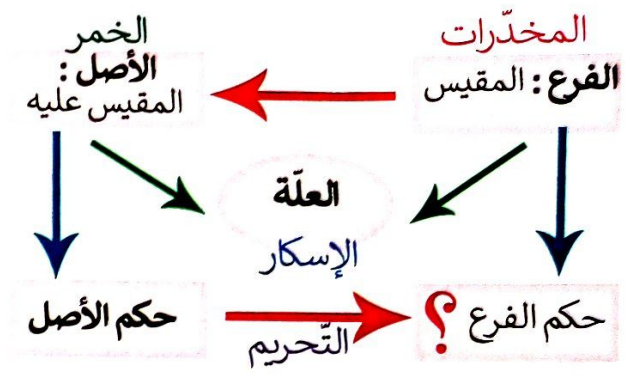 المخدّرات
الفرع : المقيس
الخمر
الأصل :
المقيس عليه
العلّة
الإسكار
حكم الفرع ؟
حكم الأصل
التّحريم